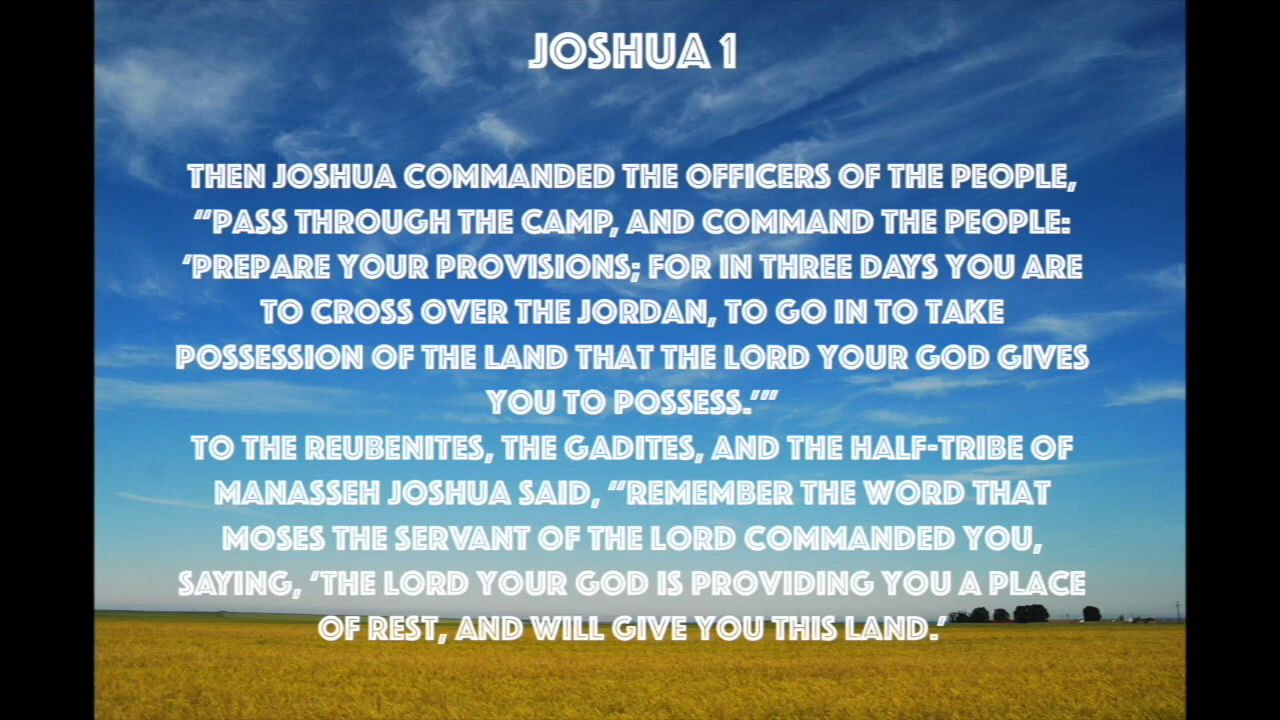 JOSHUA 1
THEN JOSHUA COMMANDED THE OFFICERS OF THE PEOPLE,
“PASS THROUGH THE CAMP, AND COMMAND THE PEOPLE:
‘PREPARE YOUR PROVISIONS; FOR IN THREE DAYS YOU ARE
TO CROSS OVER THE JORDAN, TO GO IN TO TAKE
POSSESSION OF THE LAND THAT THE LORD YOUR GOD GIVES
YOU TO POSSESS.’”
TO THE REUBENITES, THE GADITES, AND THE HALF-TRIBE OF
MANASSEH JOSHUA SAID, “REMEMBER THE WORD THAT
MOSES THE SERVANT OF THE LORD COMMANDED YOU,
SAYING, ‘THE LORD YOUR GOD IS PROVIDING YOU A PLACE
OF REST, AND WILL GIVE YOU THIS LAND.’